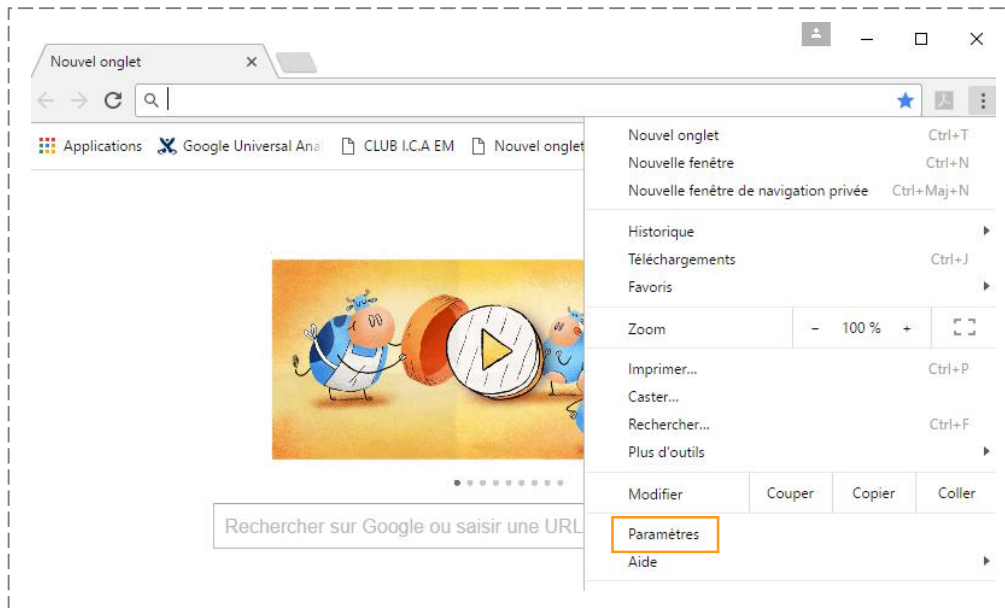 Nouvel onglet
Applications Google Universal Ana CLUB I.C.A EM Nouvel onglet
Nouvel onglet Ctrl+T
Nouvelle fenêtre Ctrl+N
Nouvelle fenêtre de navigation privée Ctrl+Maj+N
Historique
Téléchargements Ctrl+J
Favoris
Zoom - 100 % +
Imprimer... Ctrl+P
Caster...
Rechercher... Ctrl+F
Plus d'outils
Modifier Couper Copier Coller
Rechercher sur Google ou saisir une URL
Paramètres
Aide